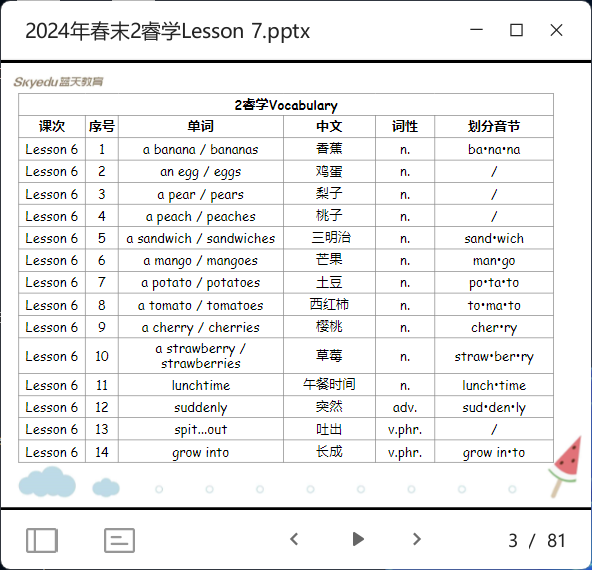 2024年春末2睿学Lesson 7.pptx
Skyedu蓝天教育
2睿学Vocabulary
课次 序号 单词 中文 词性 划分音节
Lesson 6 1 a banana / bananas 香蕉 n. ba•na•na
Lesson 6 2 an egg / eggs 鸡蛋 n. /
Lesson 6 3 a pear / pears 梨子 n. /
Lesson 6 4 a peach / peaches 桃子 n. /
Lesson 6 5 a sandwich / sandwiches 三明治 n. sand•wich
Lesson 6 6 a mango / mangoes 芒果 n. man•go
Lesson 6 7 a potato / potatoes 土豆 n. po•ta•to
Lesson 6 8 a tomato / tomatoes 西红柿 n. to•ma•to
Lesson 6 9 a cherry / cherries 樱桃 n. cher•ry
Lesson 6 10 a strawberry / strawberries 草莓 n. straw•ber•ry
Lesson 6 11 lunchtime 午餐时间 n. lunch•time
Lesson 6 12 suddenly 突然 adv. sud•den•ly
Lesson 6 13 spit...out 吐出 v.phr. /
Lesson 6 14 grow into 长成 v.phr. grow in•to
3 / 81